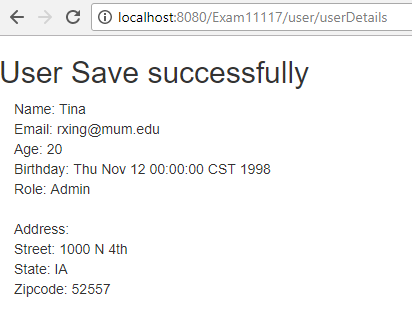 localhost:8080/Exam11117/user/userDetails
User Save successfully
Name: Tina
Email: rxing@mum.edu
Age: 20
Birthday: Thu Nov 12 00:00:00 CST 1998
Role: Admin
Address:
Street: 1000 N 4th
State: IA
Zipcode: 52557